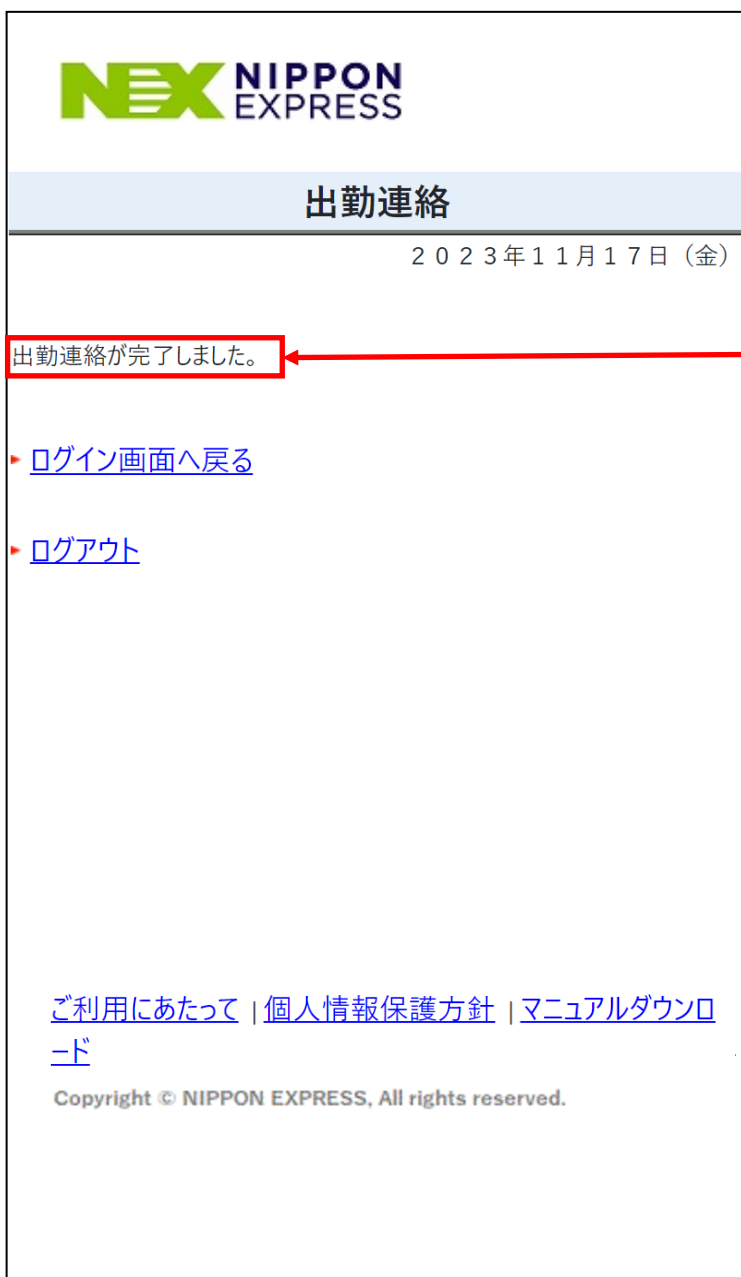 NEX NIPPON
EXPRESS
出勤連絡
２０２３年１１月１７日（金）
出勤連絡が完了しました。
ログイン画面へ戻る
ログアウト
ご利用にあたって | 個人情報保護方針 | マニュアルダウンロ
ード
Copyright © NIPPON EXPRESS, All rights reserved.